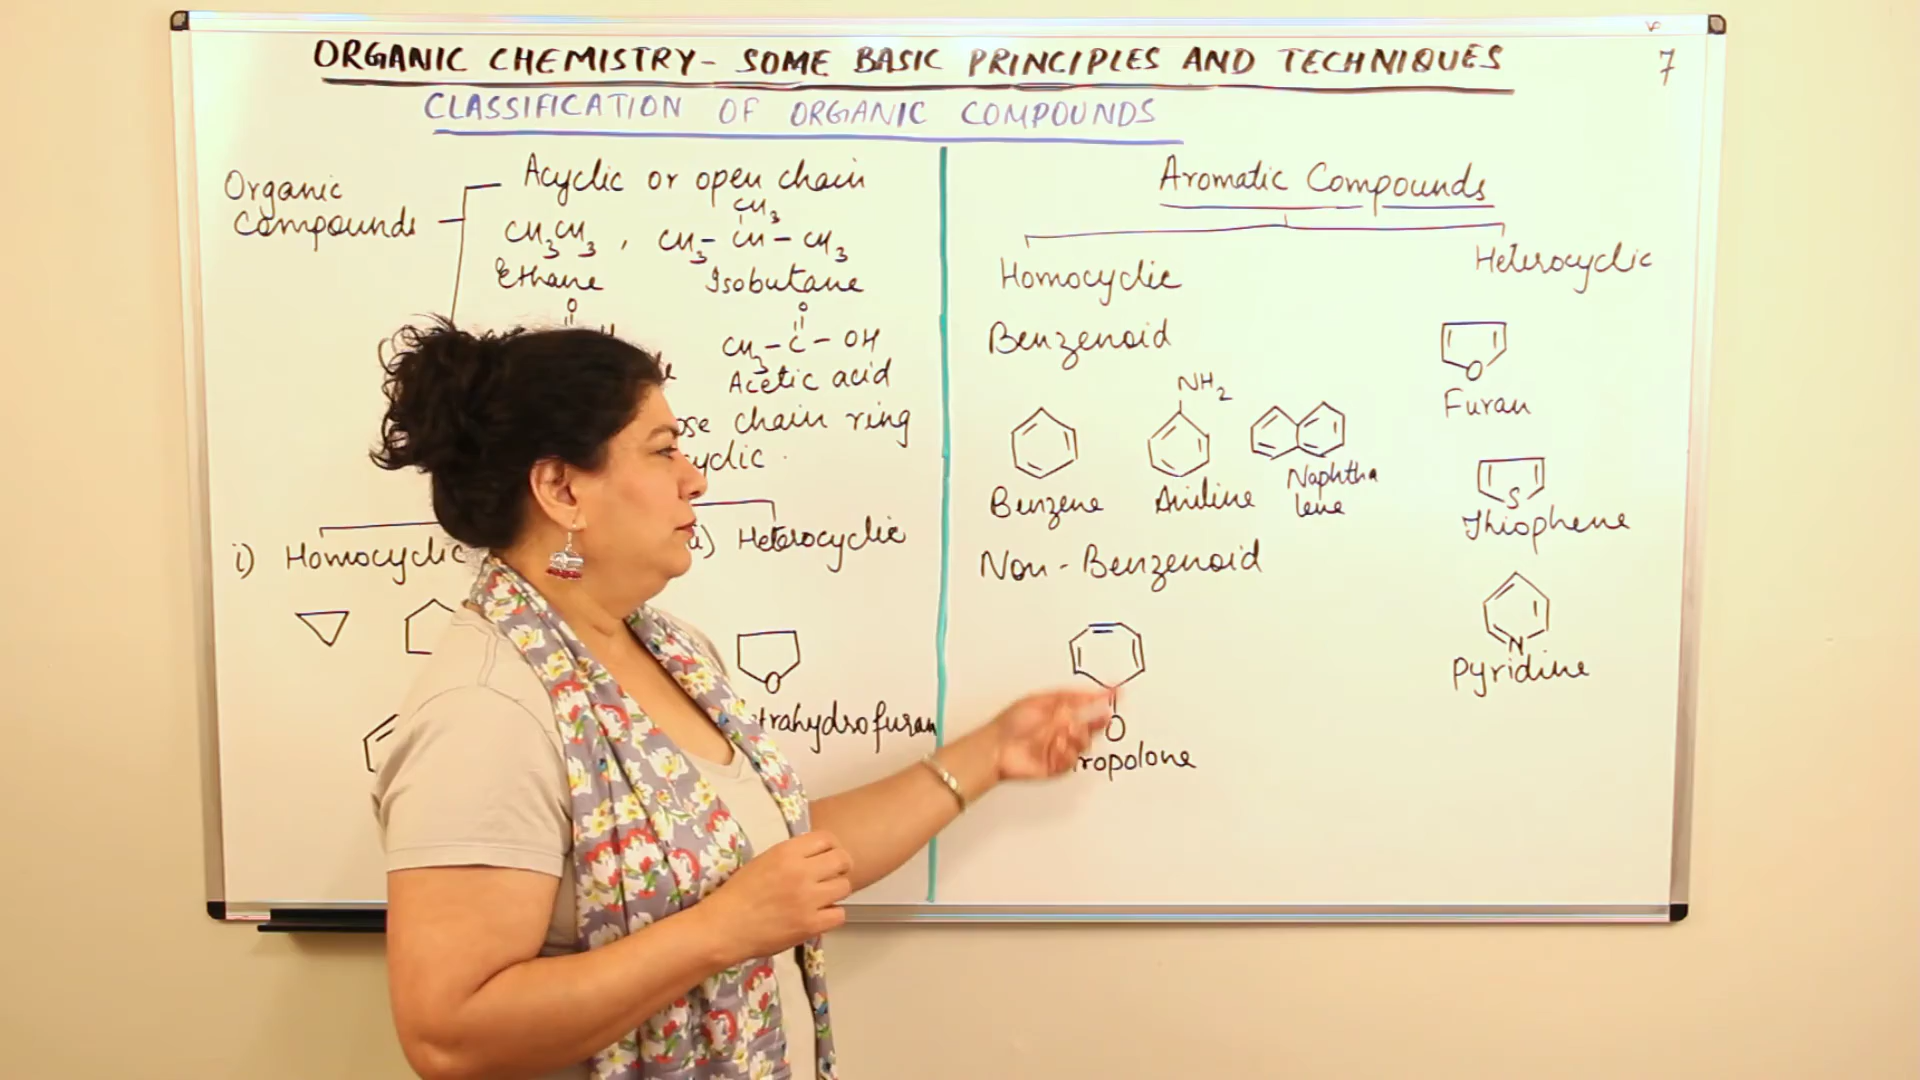 ORGANIC CHEMISTRY- SOME BASIC PRINCIPLES AND TECHNIQUES
7
CLASSIFICATION OF ORGANIC COMPOUNDS
Organic
Compounds
Acyclic or open chain
CH3
CH3CH3, CH3-CH-CH3
Ethane
Isobutane
O
O
CH3-C-OH
Acetic acid
chain ring
i) Homocyclic
Heterocyclic
O
trahydrofuran
Aromatic Compounds
Homocyclic
Heterocyclic
Benzenoid
NH2
Benzene
Aniline
Naphtha
lene
Non-Benzenoid
O
ropolone
O
Furan
S
Thiophene
N
Pyridine